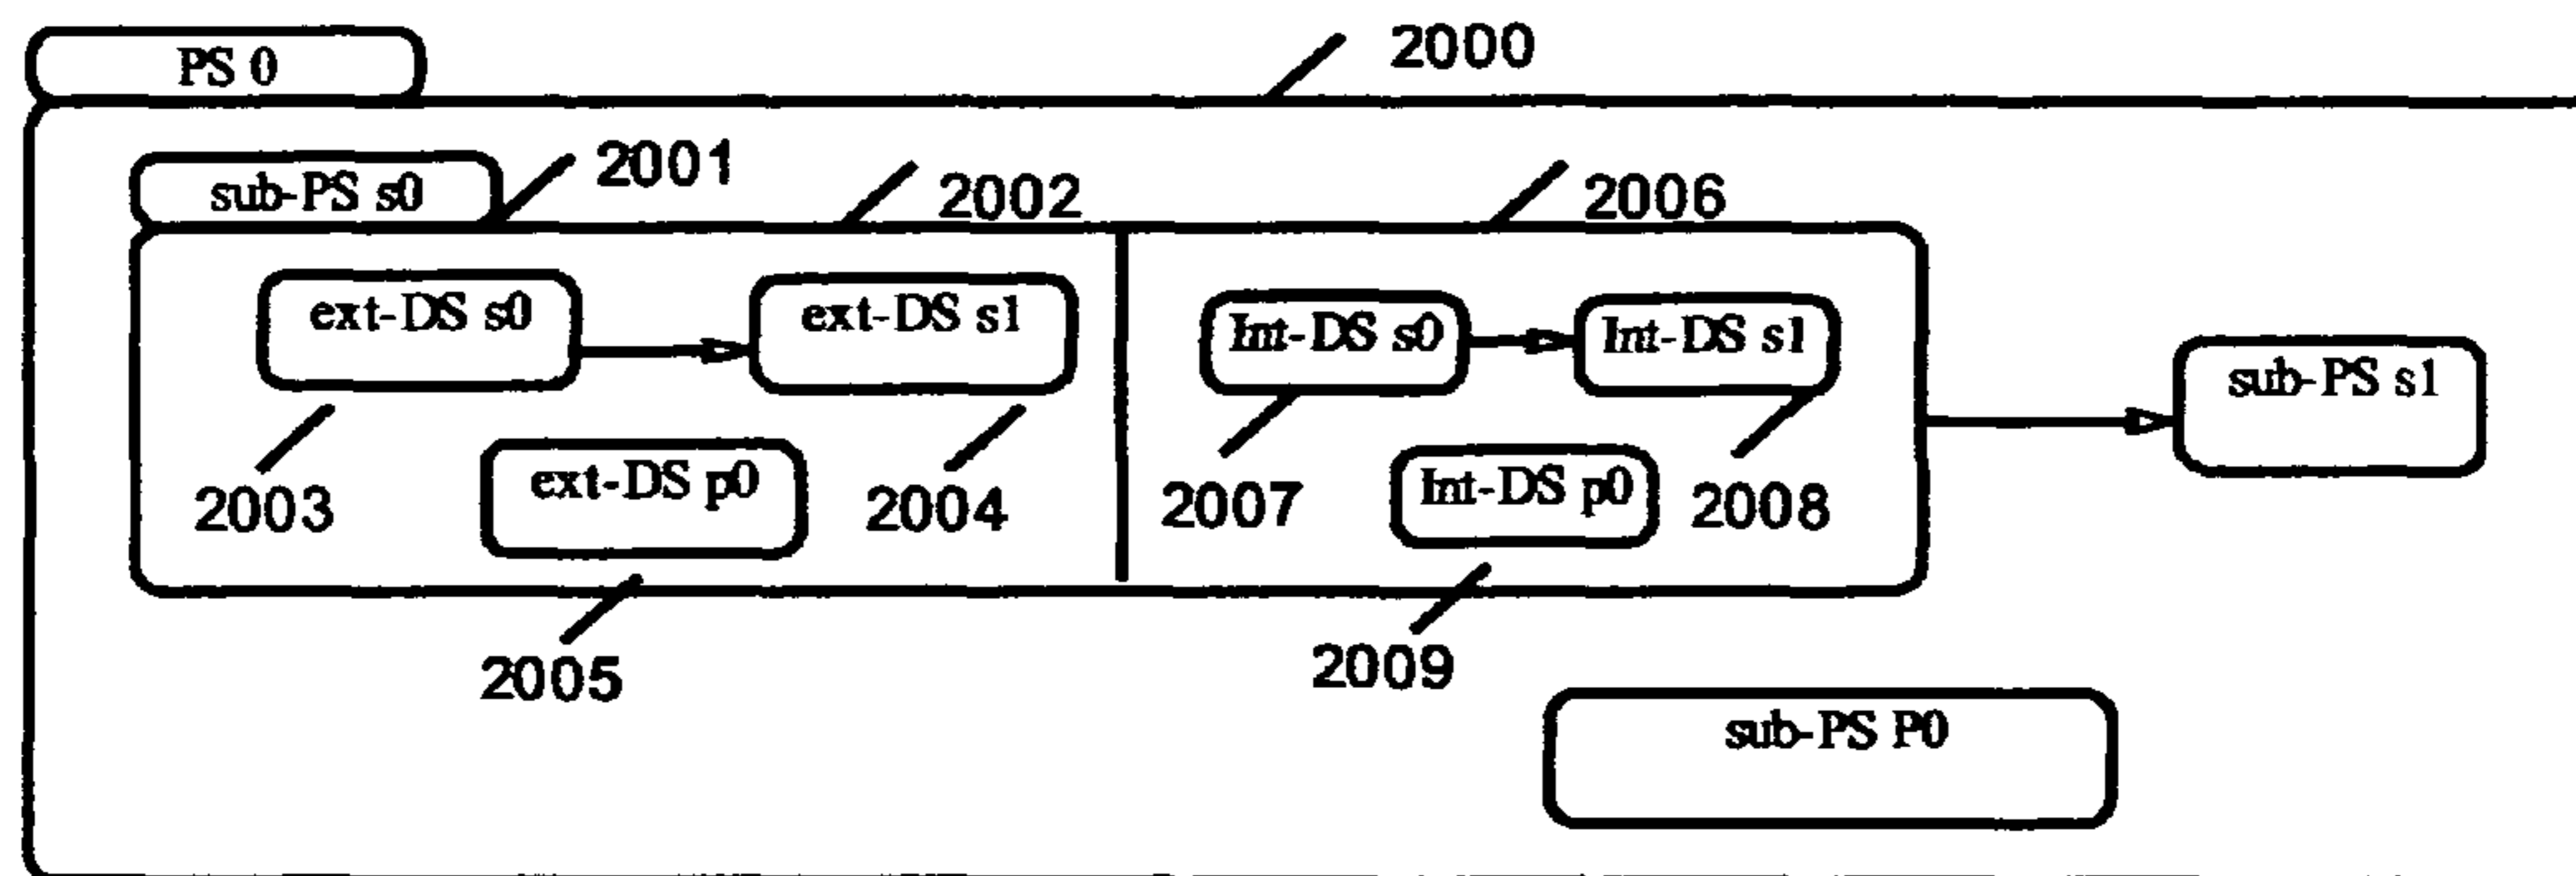 PS 0
2000
sub-PS s0
2001
2002
2006
ext-DS s0
ext-DS s1
Int-DS s0
Int-DS s1
sub-PS s1
ext-DS p0
Int-DS p0
2003
2004
2007
2008
2005
2009
sub-PS P0